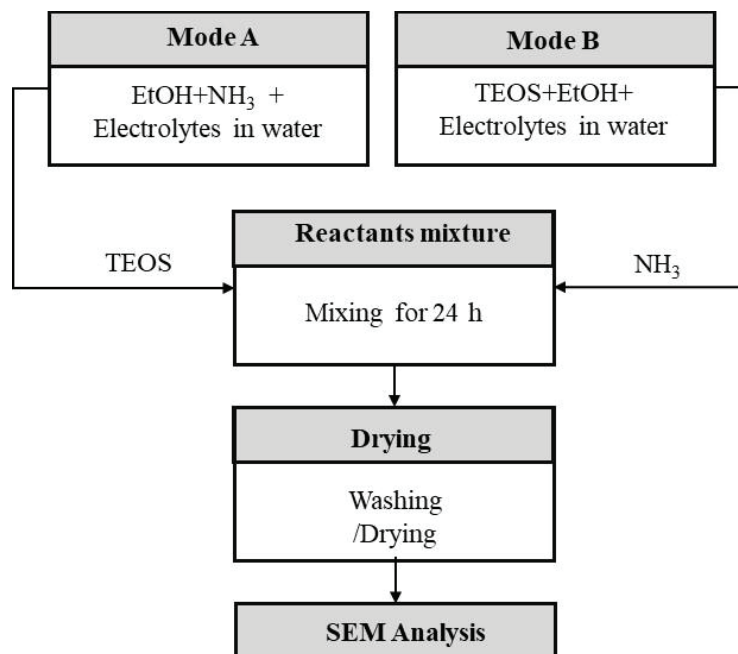 Mode A
EtOH+NH₃ +
Electrolytes in water
Mode B
TEOS+EtOH+
Electrolytes in water
TEOS
NH₃
Reactants mixture
Mixing for 24 h
Drying
Washing
/Drying
SEM Analysis